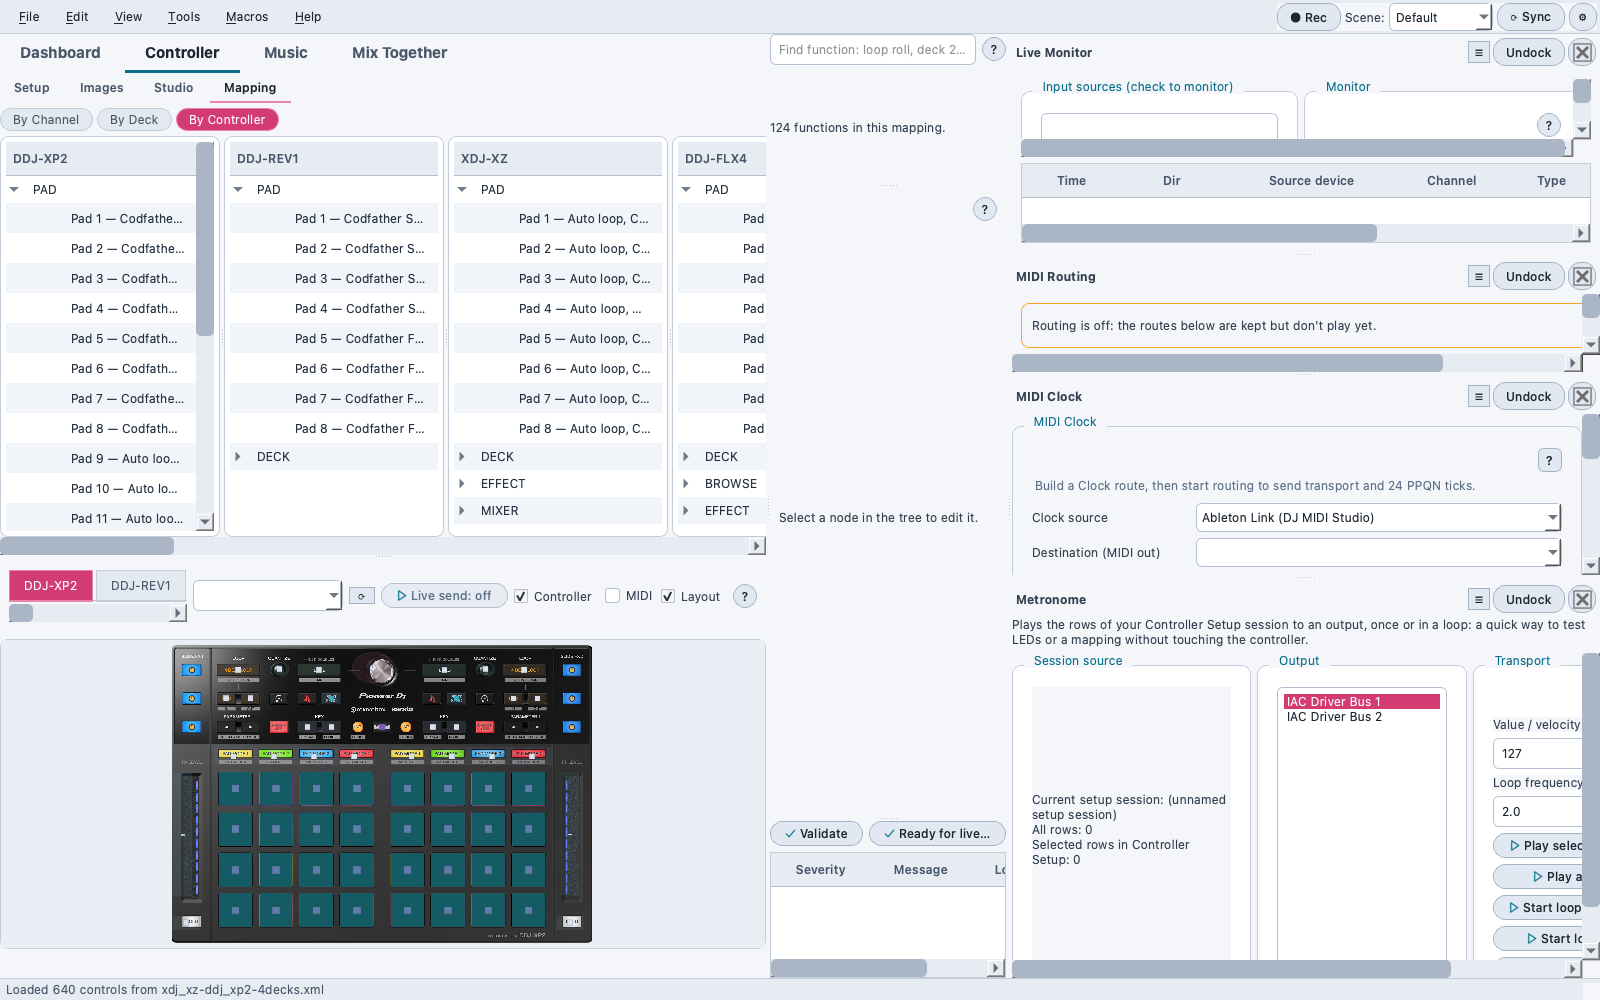 File Edit View Tools Macros Help
Rec Scene: Default Sync
Dashboard Controller Music Mix Together
Setup Images Studio Mapping
By Channel By Deck By Controller
DDJ-XP2
PAD
Pad 1 — Codfathe...
Pad 2 — Codfathe...
Pad 3 — Codfath...
Pad 4 — Codfath...
Pad 5 — Codfath...
Pad 6 — Codfath...
Pad 7 — Codfathe...
Pad 8 — Codfath...
Pad 9 — Auto loo...
Pad 10 — Auto lo...
Pad 11 — Auto loo...
DDJ-REV1
PAD
Pad 1 — Codfather S...
Pad 2 — Codfather S...
Pad 3 — Codfather S...
Pad 4 — Codfather S...
Pad 5 — Codfather F...
Pad 6 — Codfather F...
Pad 7 — Codfather F...
Pad 8 — Codfather F...
DECK
XDJ-XZ
PAD
Pad 1 — Auto loop, C...
Pad 2 — Auto loop, C...
Pad 3 — Auto loop, C...
Pad 4 — Auto loop, ...
Pad 5 — Auto loop, C...
Pad 6 — Auto loop, C...
Pad 7 — Auto loop, C...
Pad 8 — Auto loop, C...
DECK
EFFECT
MIXER
DDJ-FLX4
PAD
Pad
Pad
Pad
Pad
Pad
Pad
Pad
Pad
DECK
BROWSE
EFFECT
DDJ-XP2 DDJ-REV1 Live send: off Controller MIDI Layout ?
Pioneer Dj
DDJ-XP2
Find function: loop roll, deck 2... ?
124 functions in this mapping.
?
Select a node in the tree to edit it.
Validate Ready for live...
Severity Message Lo
Live Monitor Undock
Input sources (check to monitor) Monitor
?
Time Dir Source device Channel Type
MIDI Routing Undock
Routing is off: the routes below are kept but don't play yet.
MIDI Clock Undock
MIDI Clock
?
Build a Clock route, then start routing to send transport and 24 PPQN ticks.
Clock source Ableton Link (DJ MIDI Studio)
Destination (MIDI out)
Metronome Undock
Plays the rows of your Controller Setup session to an output, once or in a loop: a quick way to test
LEDs or a mapping without touching the controller.
Session source
Current setup session: (unnamed
setup session)
All rows: 0
Selected rows in Controller
Setup: 0
Output
IAC Driver Bus 1
IAC Driver Bus 2
Transport
Value / velocity
127
Loop frequency
2.0
Play selec
Play a
Start loop
Start lo
Loaded 640 controls from xdj_xz-ddj_xp2-4decks.xml